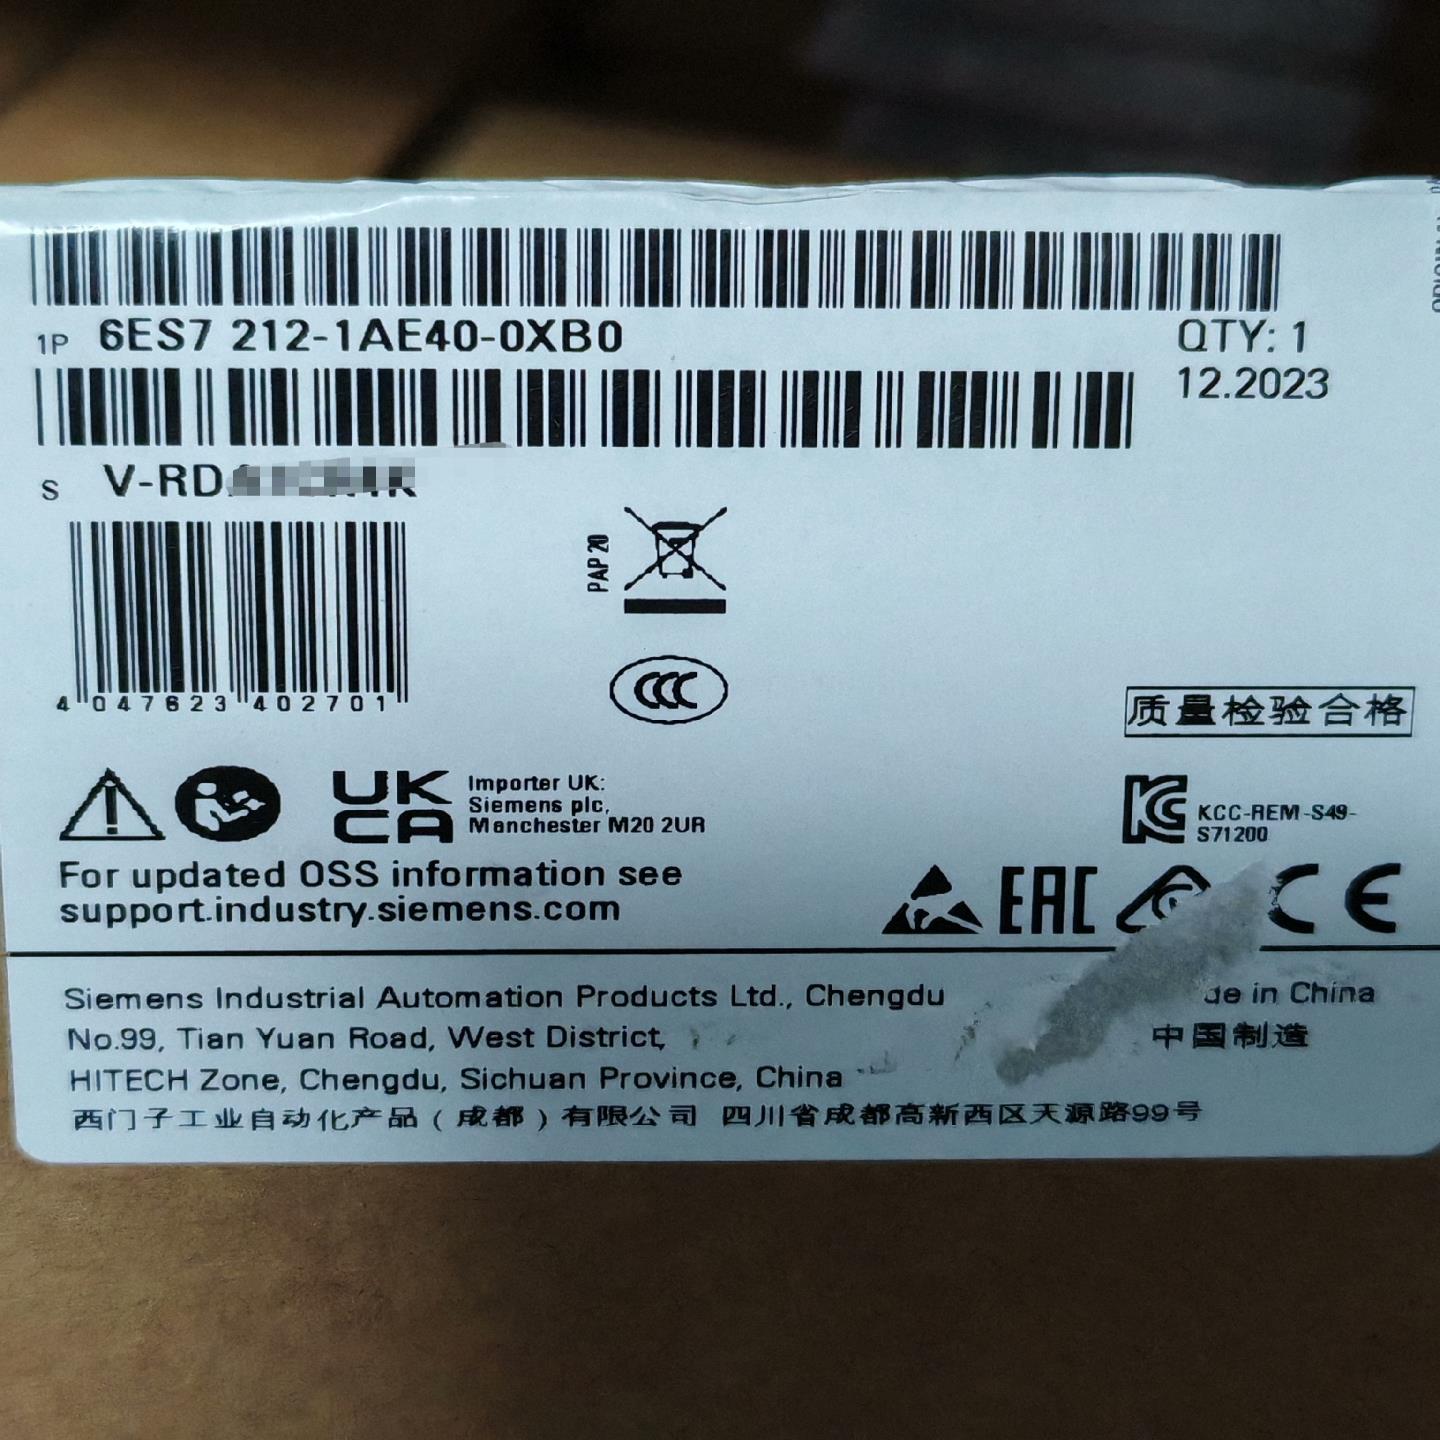 1P 6ES7 212-1AE40-0XB0
QTY: 1
12.2023
S V-RD
PAP 20
4 047623 402701
CCC
质量检验合格
UK
CA
Importer UK:
Siemens plc,
Manchester M20 2UR
KCC-REM-S49-
S71200
For updated OSS information see
support.industry.siemens.com
EAC
CE
Siemens Industrial Automation Products Ltd., Chengdu
in China
No.99, Tian Yuan Road, West District,
中国制造
HITECH Zone, Chengdu, Sichuan Province, China
西门子工业自动化产品(成都)有限公司 四川省成都高新西区天源路99号